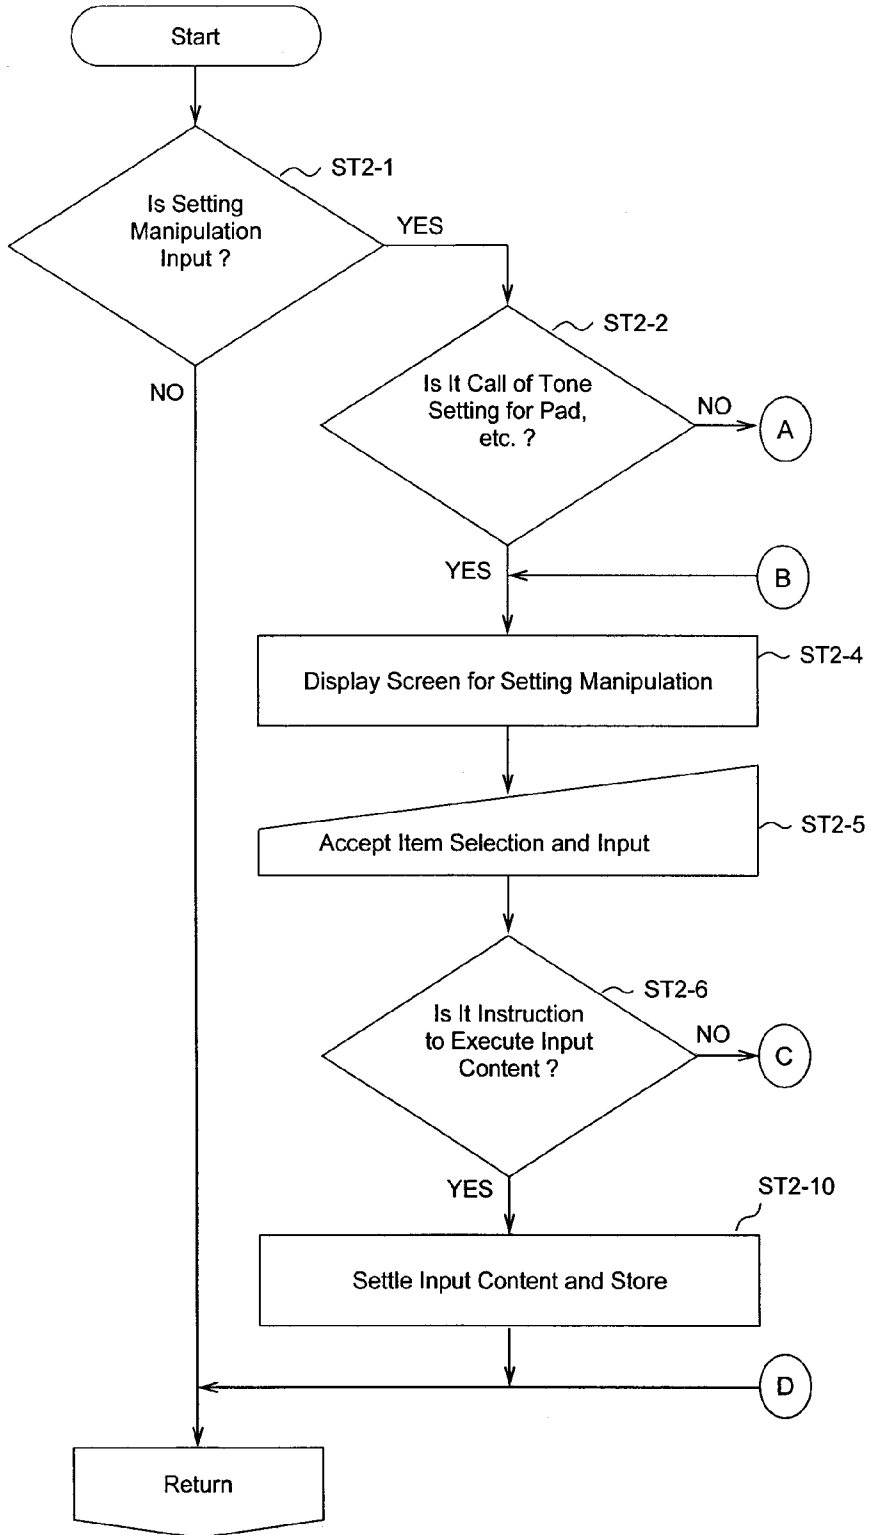 Start
ST2-1
Is Setting
Manipulation
Input ?
YES
NO
ST2-2
Is It Call of Tone
Setting for Pad,
etc. ?
NO
A
YES
B
ST2-4
Display Screen for Setting Manipulation
ST2-5
Accept Item Selection and Input
ST2-6
Is It Instruction
to Execute Input
Content ?
NO
C
YES
ST2-10
Settle Input Content and Store
D
Return